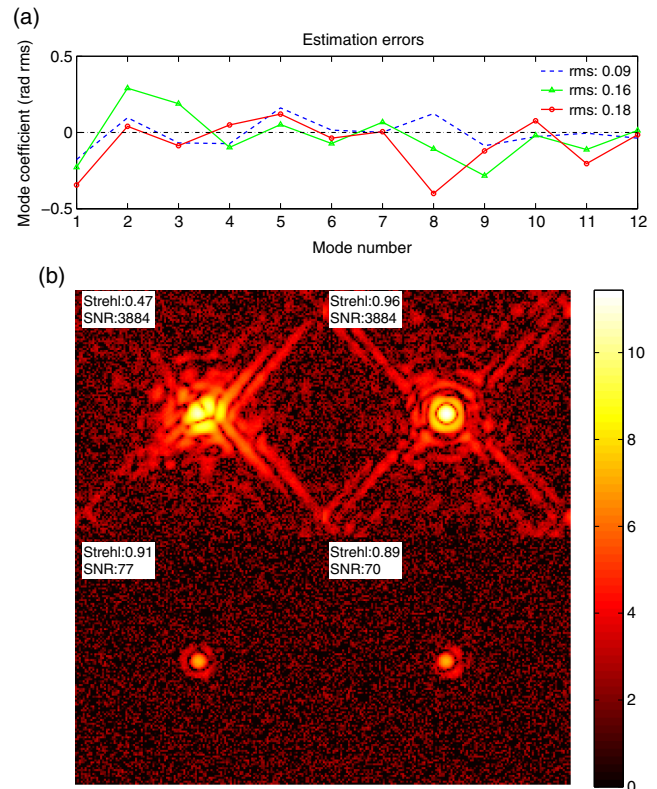 (a)
Estimation errors
Mode coefficient (rad rms)
0.5
0
−0.5
rms: 0.09
rms: 0.16
rms: 0.18
1 2 3 4 5 6 7 8 9 10 11 12
Mode number
(b)
Strehl:0.47
SNR:3884
Strehl:0.96
SNR:3884
Strehl:0.91
SNR:77
Strehl:0.89
SNR:70
10
8
6
4
2
0